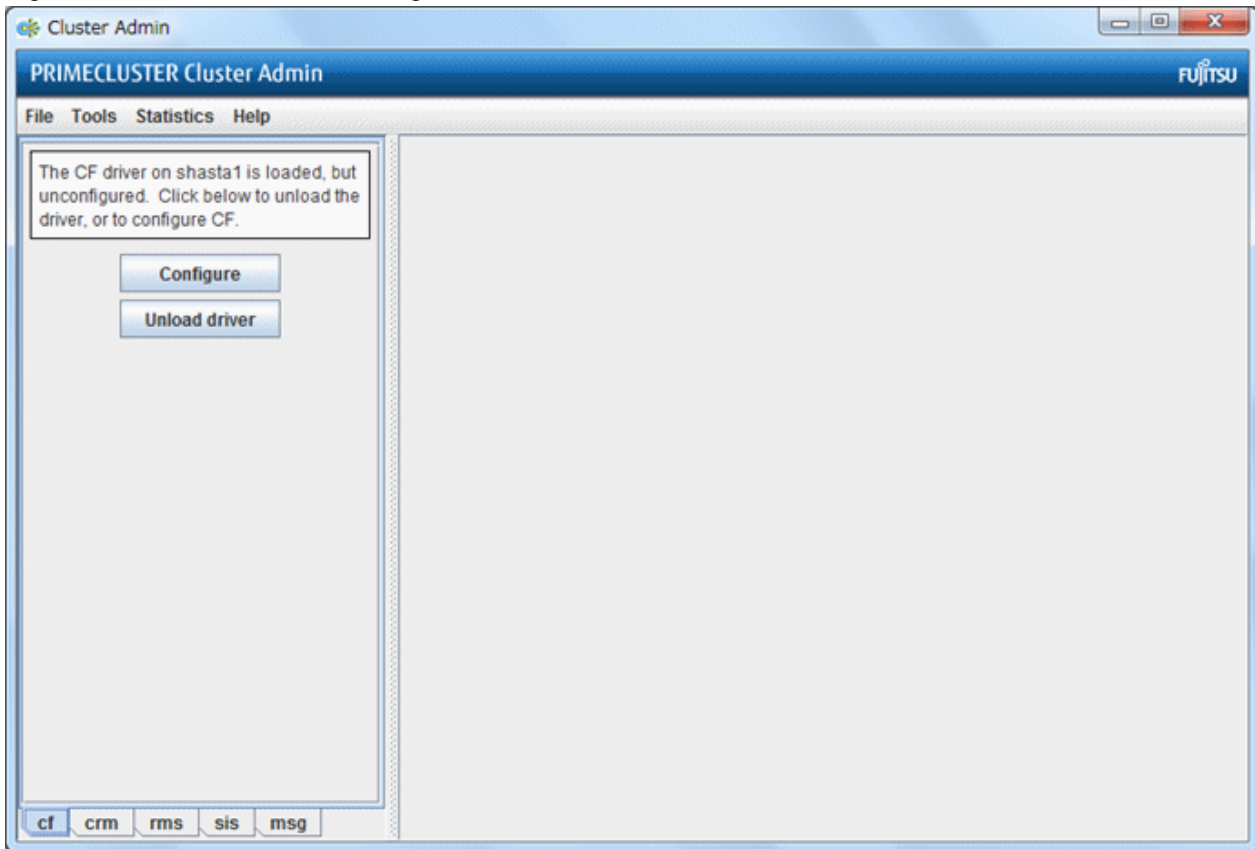 Cluster Admin
PRIMECLUSTER Cluster Admin
FUJITSU
File Tools Statistics Help
The CF driver on shasta1 is loaded, but
unconfigured. Click below to unload the
driver, or to configure CF.
Configure
Unload driver
cf crm rms sis msg